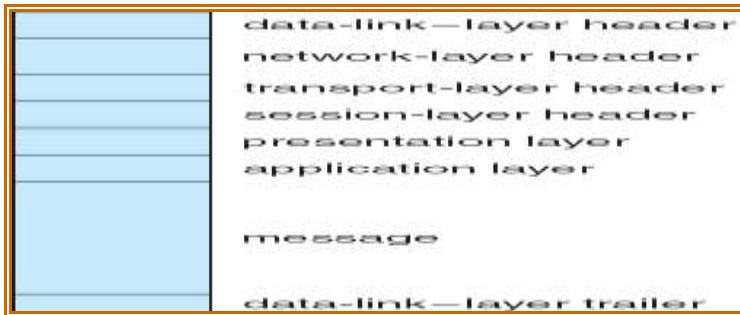 data-link—layer header
network-layer header
transport-layer header
session-layer header
presentation layer
application layer
message
data-link—layer trailer